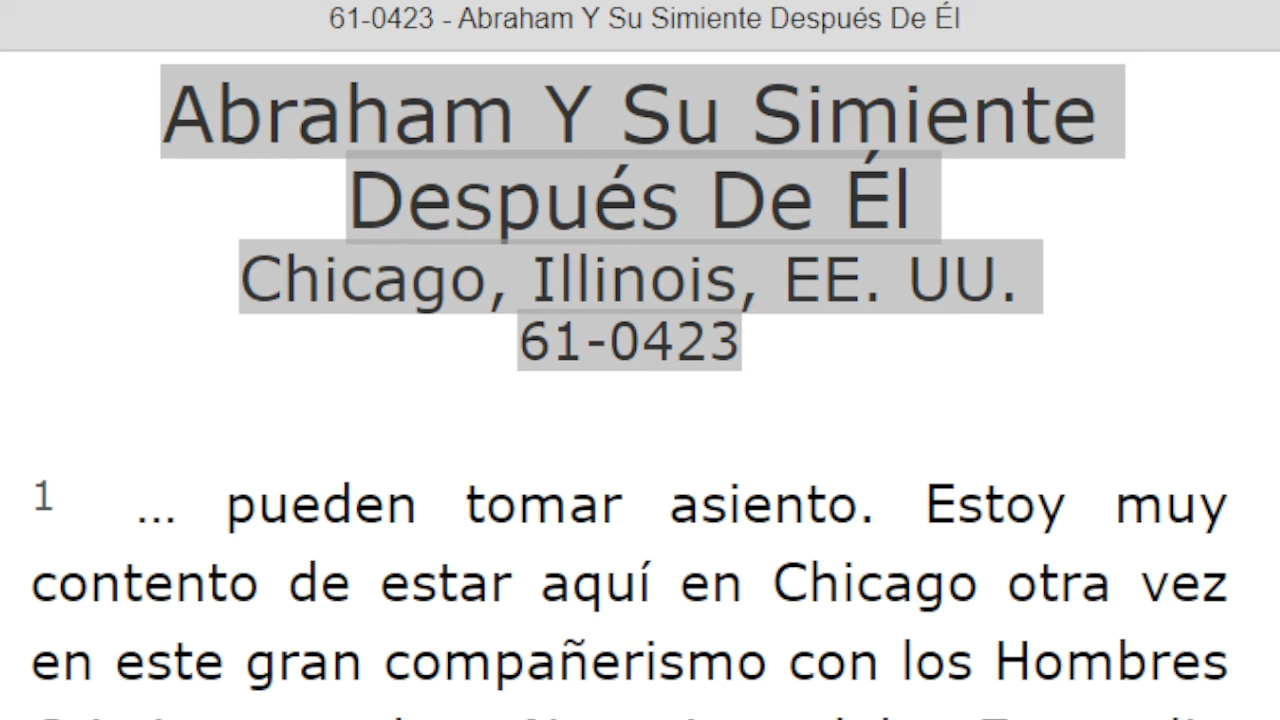 61-0423 - Abraham Y Su Simiente Después De Él
Abraham Y Su Simiente
Después De Él
Chicago, Illinois, EE. UU.
61-0423
1 … pueden tomar asiento. Estoy muy
contento de estar aquí en Chicago otra vez
en este gran compañerismo con los Hombres